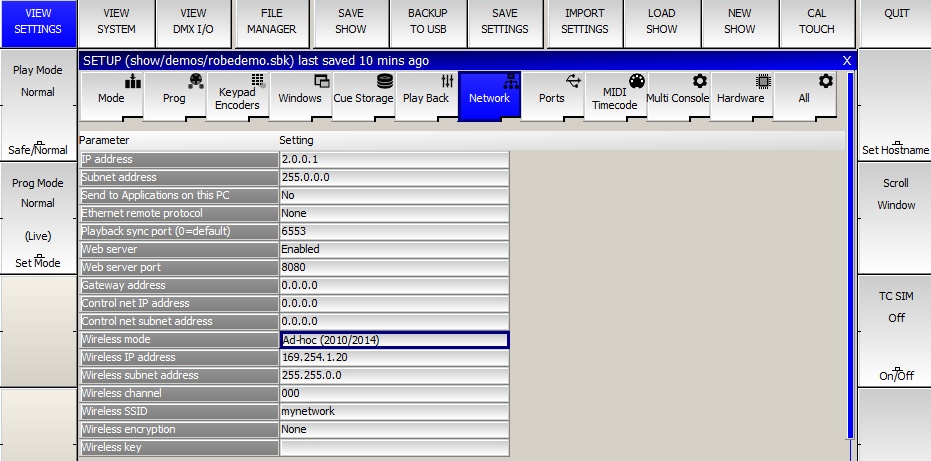 VIEW SETTINGS
VIEW SYSTEM
VIEW DMX I/O
FILE MANAGER
SAVE SHOW
BACKUP TO USB
SAVE SETTINGS
IMPORT SETTINGS
LOAD SHOW
NEW SHOW
CAL TOUCH
QUIT
SETUP (show/demos/robedemo.sbk) last saved 10 mins ago X
Play Mode
Normal
Safe/Normal
Prog Mode
Normal
(Live)
Set Mode
Mode
Prog
Keypad Encoders
Windows
Cue Storage
Play Back
Network
Ports
MIDI Timecode
Multi Console
Hardware
All
Parameter Setting
IP address 2.0.0.1
Subnet address 255.0.0.0
Send to Applications on this PC No
Ethernet remote protocol None
Playback sync port (0=default) 6553
Web server Enabled
Web server port 8080
Gateway address 0.0.0.0
Control net IP address 0.0.0.0
Control net subnet address 0.0.0.0
Wireless mode Ad-hoc (2010/2014)
Wireless IP address 169.254.1.20
Wireless subnet address 255.255.0.0
Wireless channel 000
Wireless SSID mynetwork
Wireless encryption None
Wireless key
Set Hostname
Scroll
Window
TC SIM
Off
On/Off